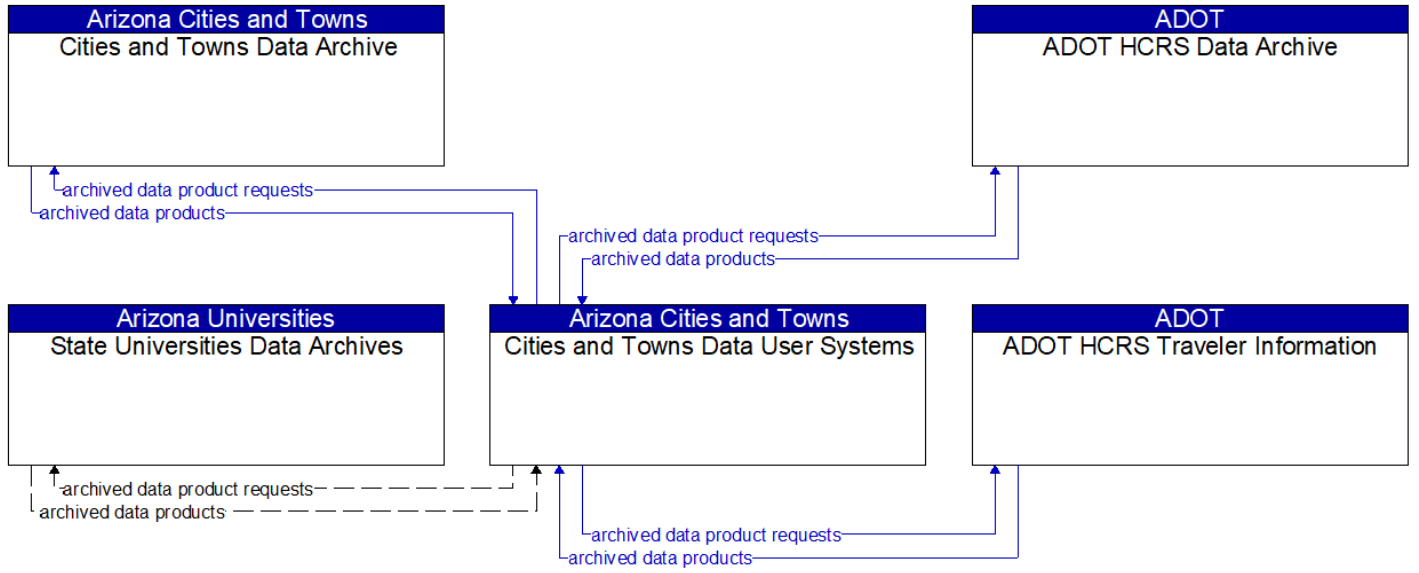 Arizona Cities and Towns
Cities and Towns Data Archive
ADOT
ADOT HCRS Data Archive
archived data product requests
archived data products
archived data product requests
archived data products
Arizona Universities
State Universities Data Archives
Arizona Cities and Towns
Cities and Towns Data User Systems
ADOT
ADOT HCRS Traveler Information
archived data product requests
archived data products
archived data product requests
archived data products